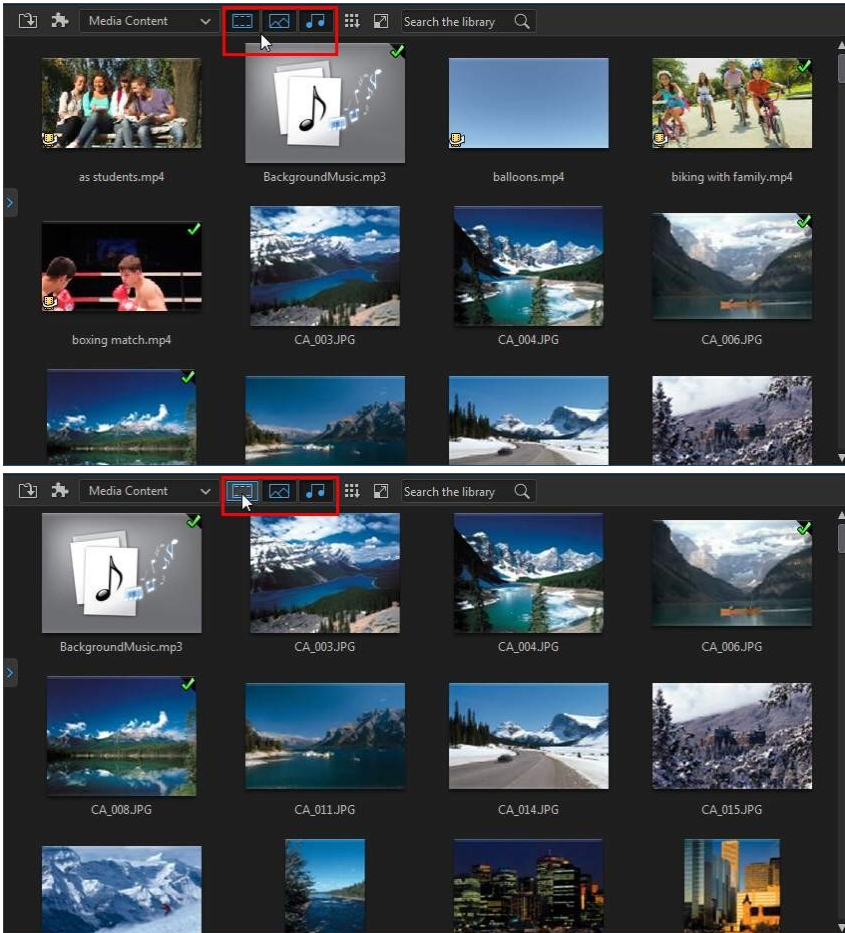 Media Content Search the library
as students.mp4 BackgroundMusic.mp3 balloons.mp4 biking with family.mp4
boxing match.mp4 CA_003.JPG CA_004.JPG CA_006.JPG
Media Content Search the library
BackgroundMusic.mp3 CA_003.JPG CA_004.JPG CA_006.JPG
CA_008.JPG CA_011.JPG CA_014.JPG CA_015.JPG